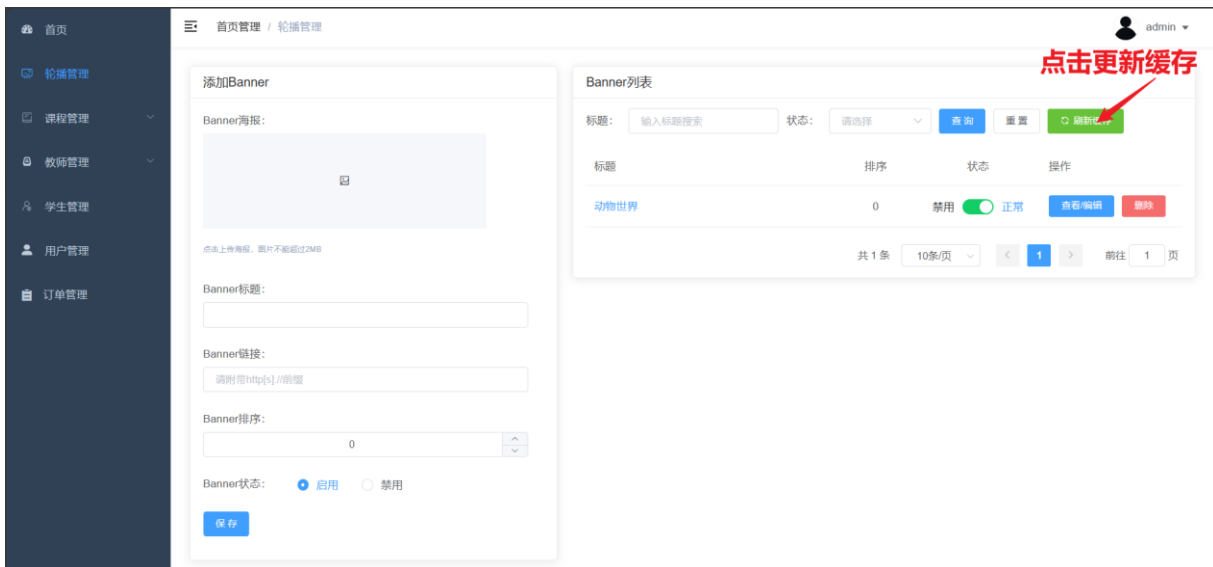 首页
轮播管理
课程管理
教师管理
学生管理
用户管理
订单管理
首页管理 / 轮播管理
admin
点击更新缓存
添加Banner
Banner海报：
点击上传海报，图片不能超过2MB
Banner标题：
Banner链接：
请附带http[s]://前缀
Banner排序：
0
Banner状态： 启用 禁用
保存
Banner列表
标题： 输入标题搜索 状态： 请选择 查询 重置 刷新缓存
标题 排序 状态 操作
动物世界 0 禁用 正常 查看/编辑 删除
共 1 条 10条/页 < 1 > 前往 1 页